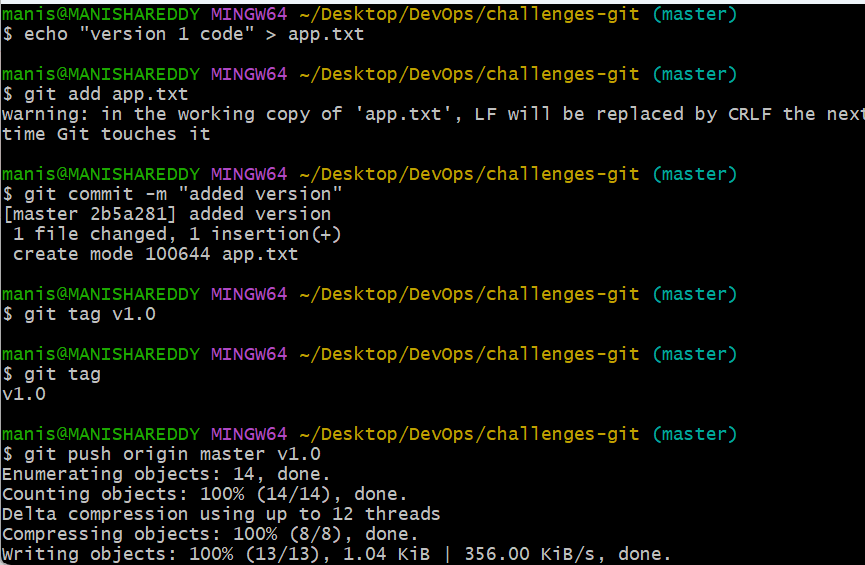 manis@MANISHAREDDY MINGW64 ~/Desktop/DevOps/challenges-git (master)
$ echo "version 1 code" > app.txt
manis@MANISHAREDDY MINGW64 ~/Desktop/DevOps/challenges-git (master)
$ git add app.txt
warning: in the working copy of 'app.txt', LF will be replaced by CRLF the next
time Git touches it
manis@MANISHAREDDY MINGW64 ~/Desktop/DevOps/challenges-git (master)
$ git commit -m "added version"
[master 2b5a281] added version
 1 file changed, 1 insertion(+)
 create mode 100644 app.txt
manis@MANISHAREDDY MINGW64 ~/Desktop/DevOps/challenges-git (master)
$ git tag v1.0
manis@MANISHAREDDY MINGW64 ~/Desktop/DevOps/challenges-git (master)
$ git tag
v1.0
manis@MANISHAREDDY MINGW64 ~/Desktop/DevOps/challenges-git (master)
$ git push origin master v1.0
Enumerating objects: 14, done.
Counting objects: 100% (14/14), done.
Delta compression using up to 12 threads
Compressing objects: 100% (8/8), done.
Writing objects: 100% (13/13), 1.04 KiB | 356.00 KiB/s, done.